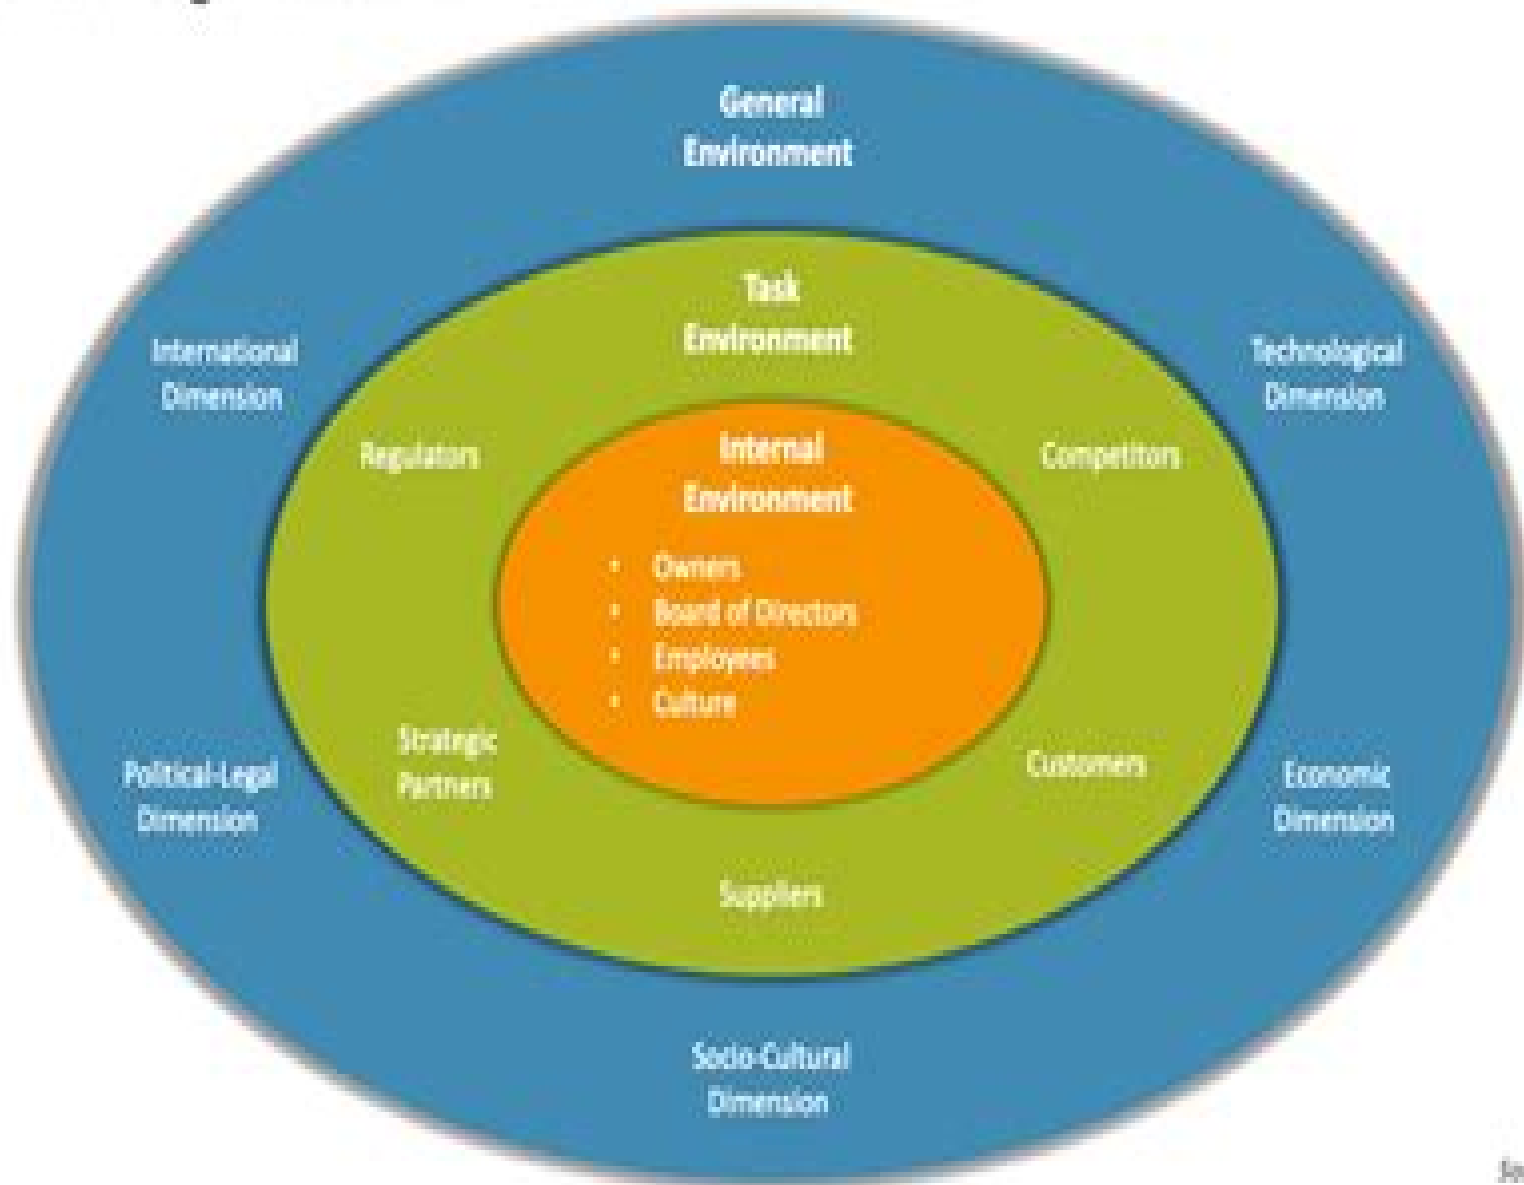 General
Environment
Task
Environment
International
Dimension
Technological
Dimension
Regulators
Competitors
Internal
Environment
• Owners
• Board of Directors
• Employees
• Culture
Strategic
Partners
Customers
Political-Legal
Dimension
Economic
Dimension
Suppliers
Socio-Cultural
Dimension